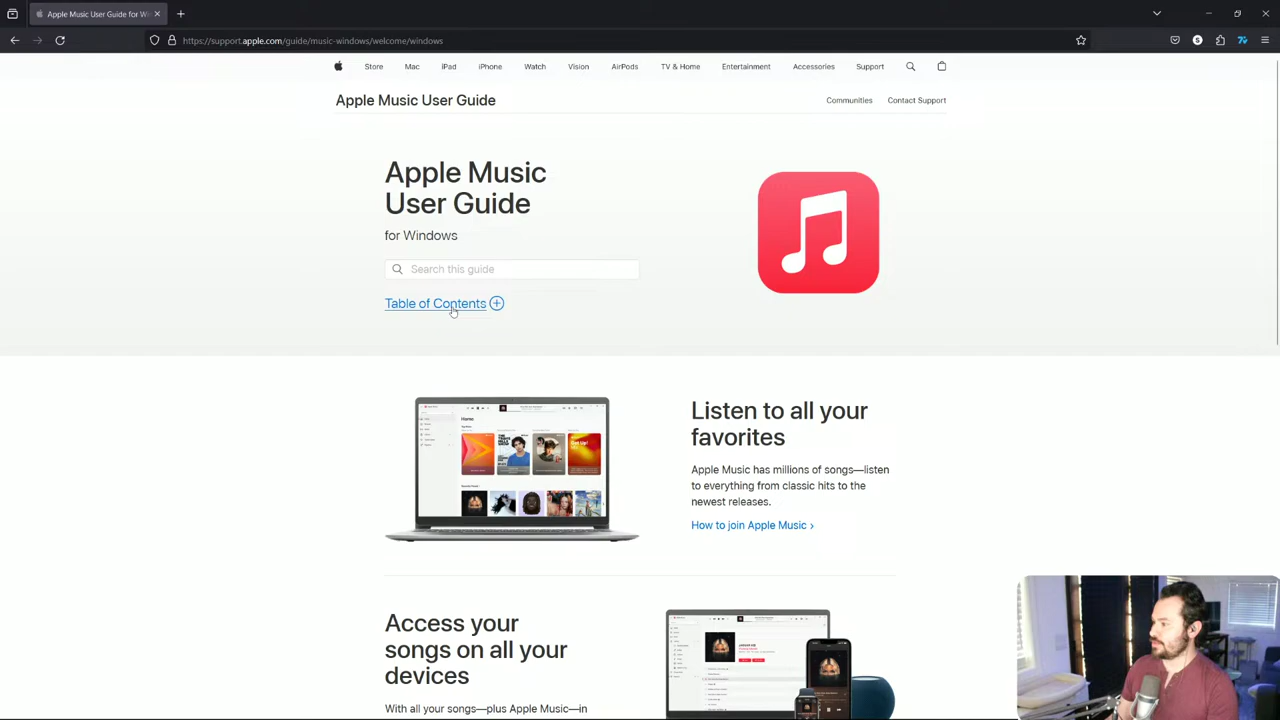 Apple Music User Guide for Wi
https://support.apple.com/guide/music-windows/welcome/windows
Store Mac iPad iPhone Watch Vision AirPods TV & Home Entertainment Accessories Support
Apple Music User Guide
Communities Contact Support
Apple Music
User Guide
for Windows
Search this guide
Table of Contents
Listen to all your
favorites
Apple Music has millions of songs—listen
to everything from classic hits to the
newest releases.
How to join Apple Music ›
Access your
songs on all your
devices
With all your songs—plus Apple Music—in